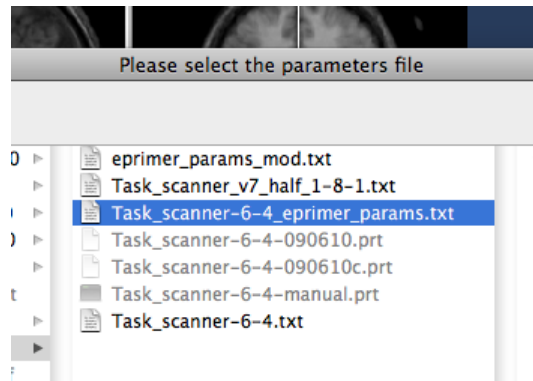 Please select the parameters file
eprimer_params_mod.txt
Task_scanner_v7_half_1-8-1.txt
Task_scanner-6-4_eprimer_params.txt
Task_scanner-6-4-090610.prt
Task_scanner-6-4-090610c.prt
Task_scanner-6-4-manual.prt
Task_scanner-6-4.txt